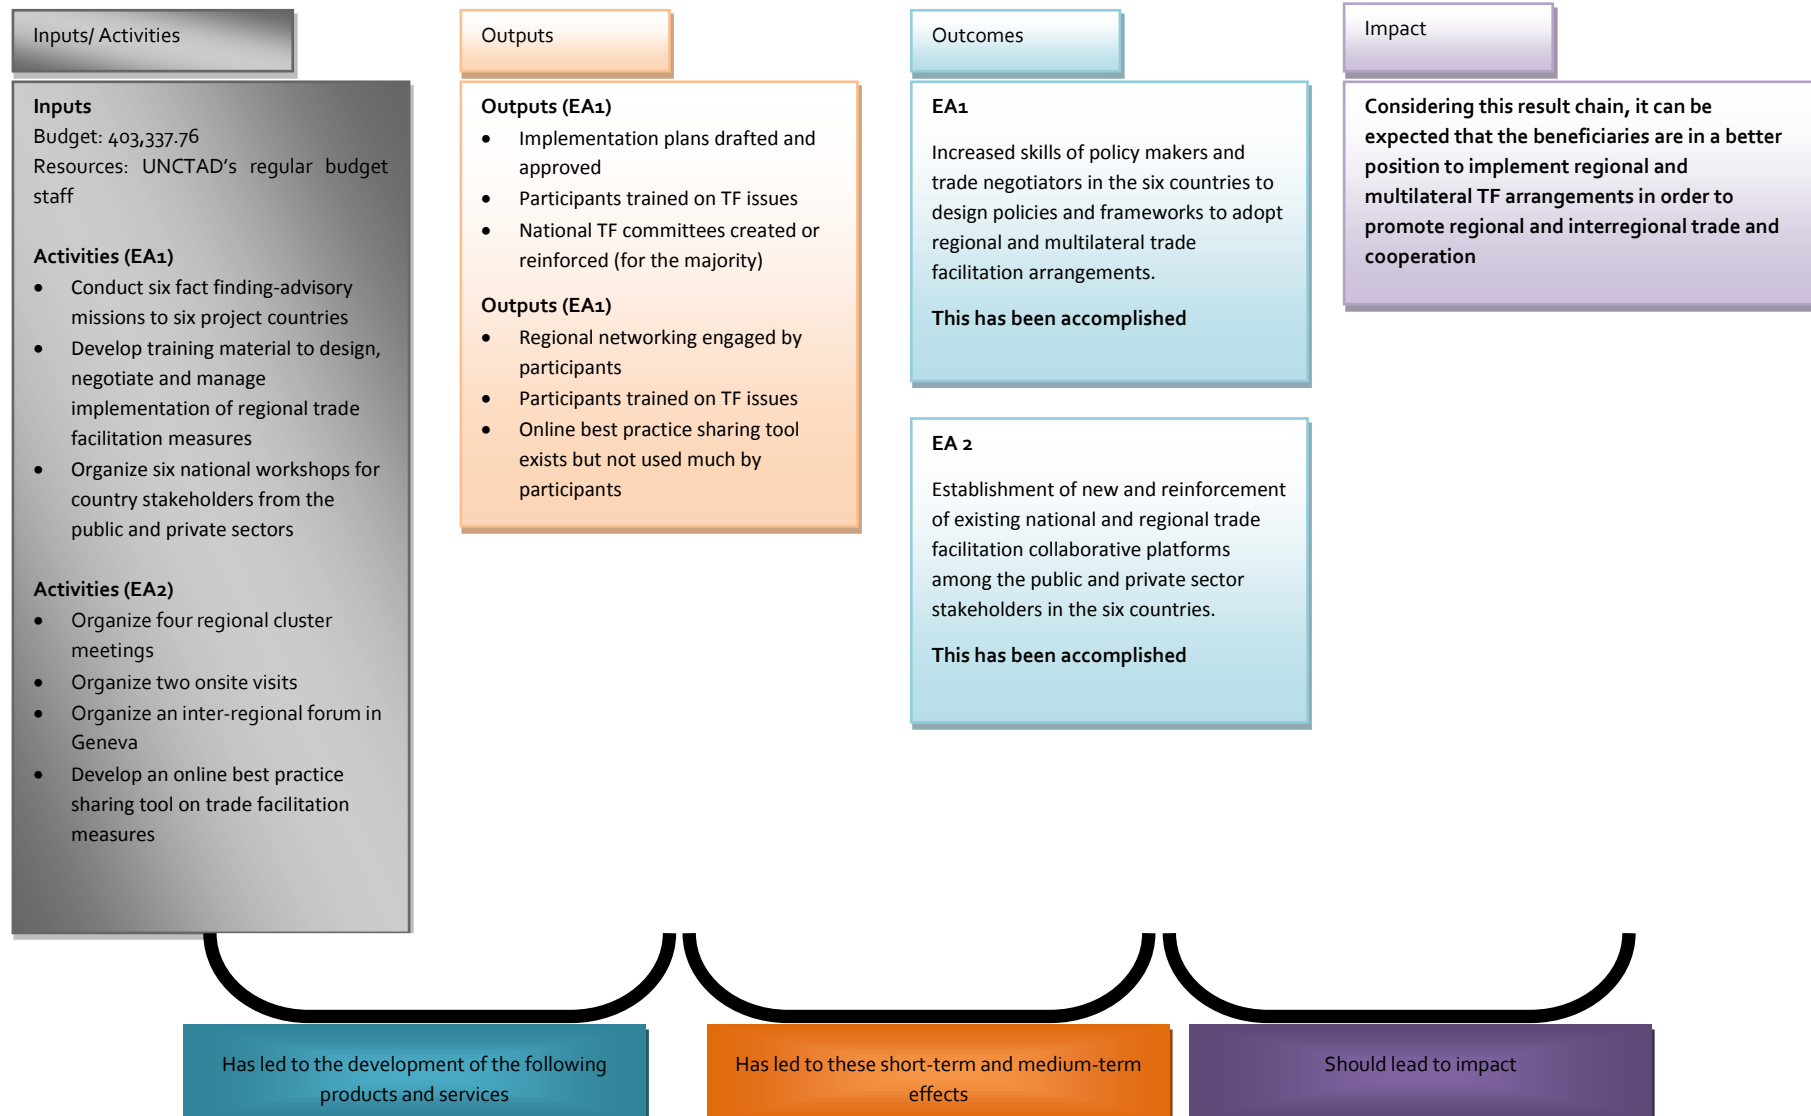 Inputs/ Activities
Inputs
Budget: 403,337.76
Resources: UNCTAD's regular budget
staff
Activities (EA1)
• Conduct six fact finding-advisory
missions to six project countries
• Develop training material to design,
negotiate and manage
implementation of regional trade
facilitation measures
• Organize six national workshops for
country stakeholders from the
public and private sectors
Activities (EA2)
• Organize four regional cluster
meetings
• Organize two onsite visits
• Organize an inter-regional forum in
Geneva
• Develop an online best practice
sharing tool on trade facilitation
measures
Outputs
Outputs (EA1)
• Implementation plans drafted and
approved
• Participants trained on TF issues
• National TF committees created or
reinforced (for the majority)
Outputs (EA1)
• Regional networking engaged by
participants
• Participants trained on TF issues
• Online best practice sharing tool
exists but not used much by
participants
Outcomes
EA1
Increased skills of policy makers and
trade negotiators in the six countries to
design policies and frameworks to adopt
regional and multilateral trade
facilitation arrangements.
This has been accomplished
EA 2
Establishment of new and reinforcement
of existing national and regional trade
facilitation collaborative platforms
among the public and private sector
stakeholders in the six countries.
This has been accomplished
Impact
Considering this result chain, it can be
expected that the beneficiaries are in a better
position to implement regional and
multilateral TF arrangements in order to
promote regional and interregional trade and
cooperation
Has led to the development of the following
products and services
Has led to these short-term and medium-term
effects
Should lead to impact